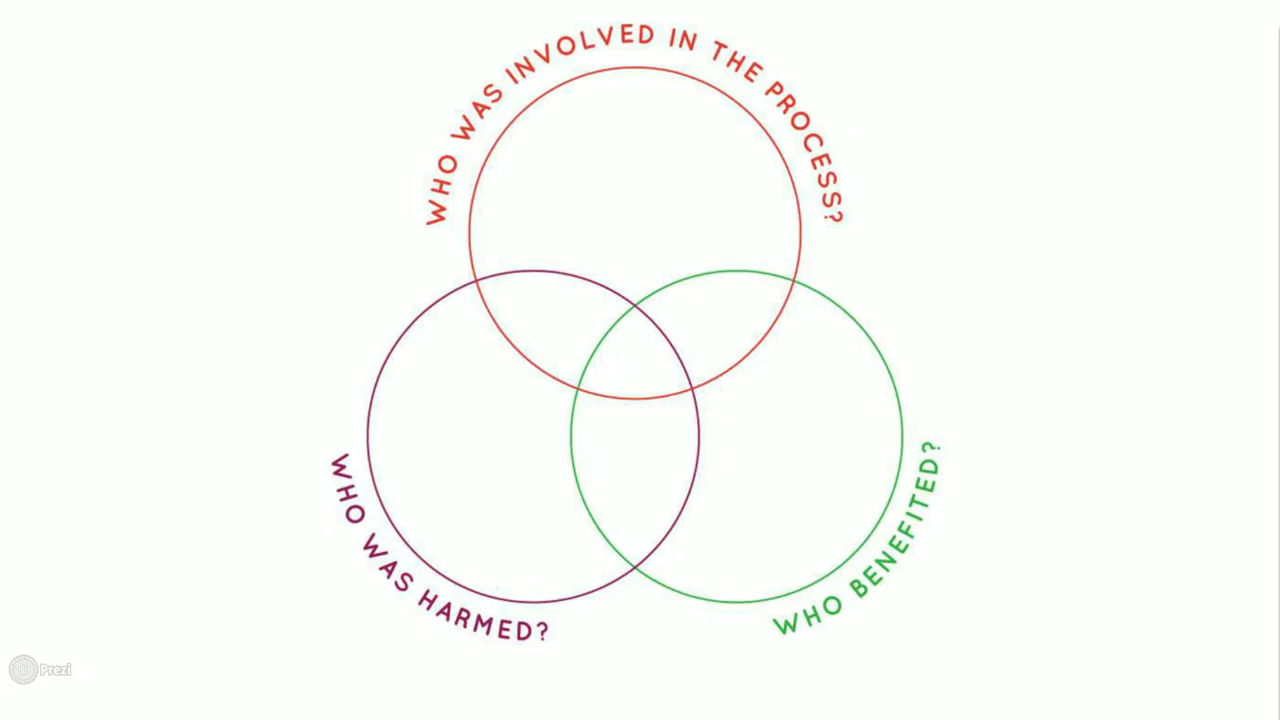 WHO WAS INVOLVED IN THE PROCESS?
WHO WAS HARMED?
WHO BENEFITED?
Prezi